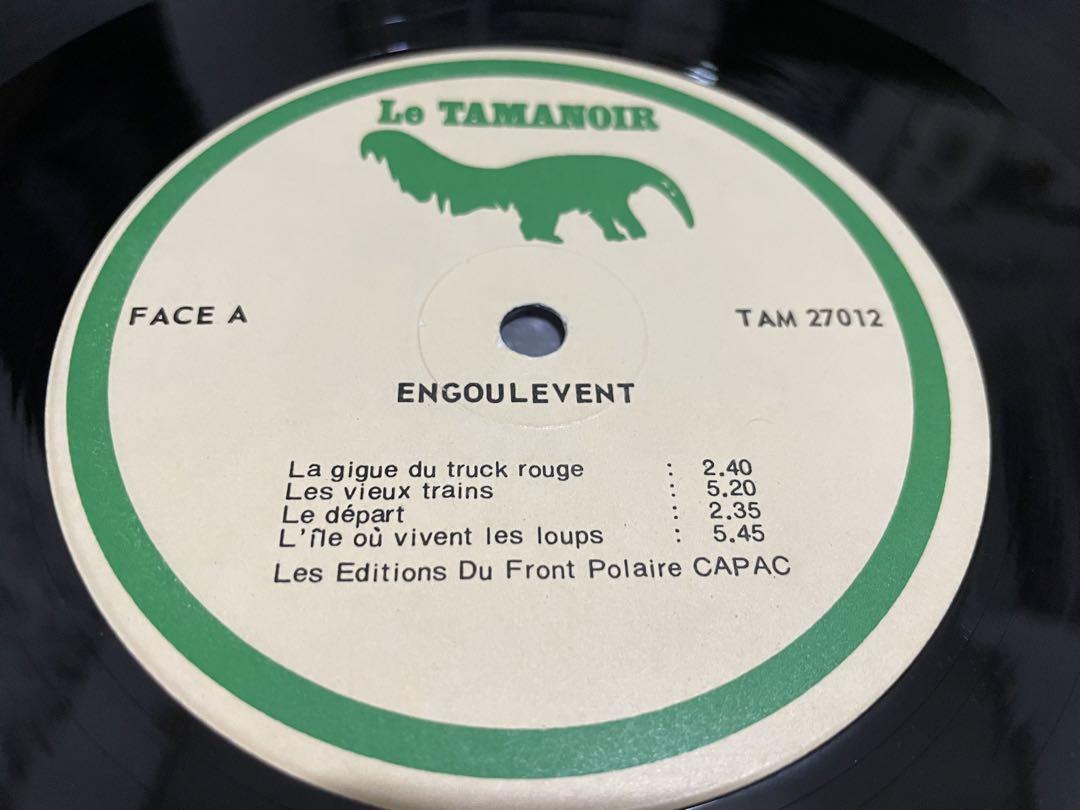 Le TAMANOIR
FACE A
TAM 27012
ENGOULEVENT
La gigue du truck rouge : 2.40
Les vieux trains : 5.20
Le départ : 2.35
L'île où vivent les loups : 5.45
Les Editions Du Front Polaire CAPAC